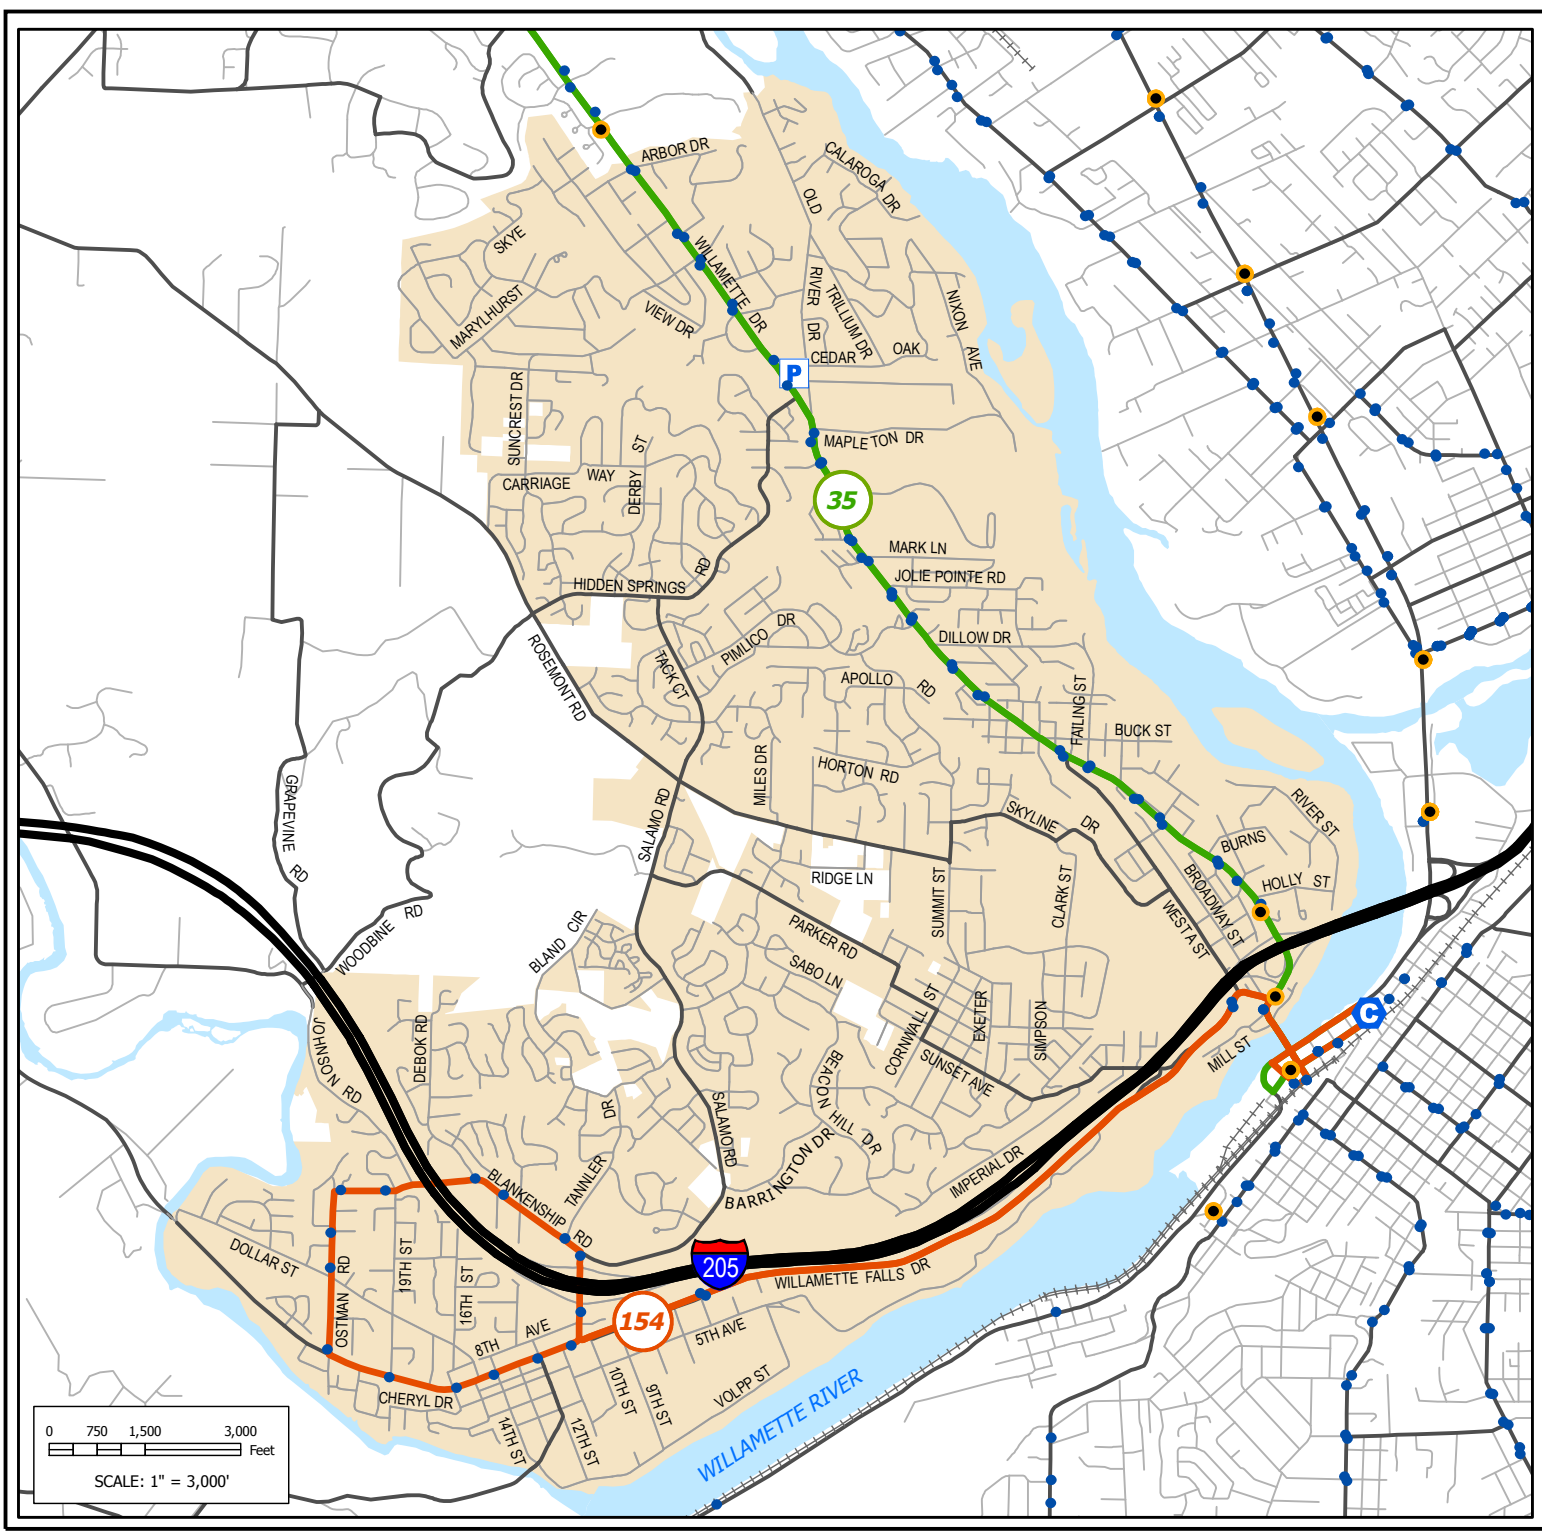 ARBOR DR
CALAROGA DR
OLD
SKYE
WILLAMETTE DR
RIVER DR
TRILLIUM DR
NIXON AVE
MARYLHURST
VIEW DR
CEDAR OAK
P
SUNCREST DR
MAPLETON DR
CARRIAGE WAY
DERBY ST
35
MARK LN
JOLIE POINTE RD
HIDDEN SPRINGS RD
PIMLICO DR
DILLOW DR
ROSEMONT RD
TACK CT
APOLLO RD
FAILING ST
BUCK ST
MILES DR
HORTON RD
GRAPEVINE RD
SALAMO RD
SKYLINE DR
RIVER ST
BURNS
RIDGE LN
BROADWAY ST
HOLLY ST
SUMMIT ST
CLARK ST
WOODBINE RD
BLAND CIR
PARKER RD
WEST A ST
SABO LN
CORNWALL ST
EXETER
SIMPSON
C
JOHNSON RD
DEBOK RD
BEACON HILL DR
SUNSET AVE
MILL ST
DR
TANNLER
SALAMO RD
BARRINGTON DR
IMPERIAL DR
BLANKENSHIP RD
DOLLAR ST
OSTMAN RD
19TH ST
16TH ST
205
WILLAMETTE FALLS DR
154
8TH AVE
5TH AVE
CHERYL DR
10TH ST
9TH ST
VOLPP ST
14TH ST
12TH ST
WILLAMETTE RIVER
0 750 1,500 3,000
Feet
SCALE: 1" = 3,000'